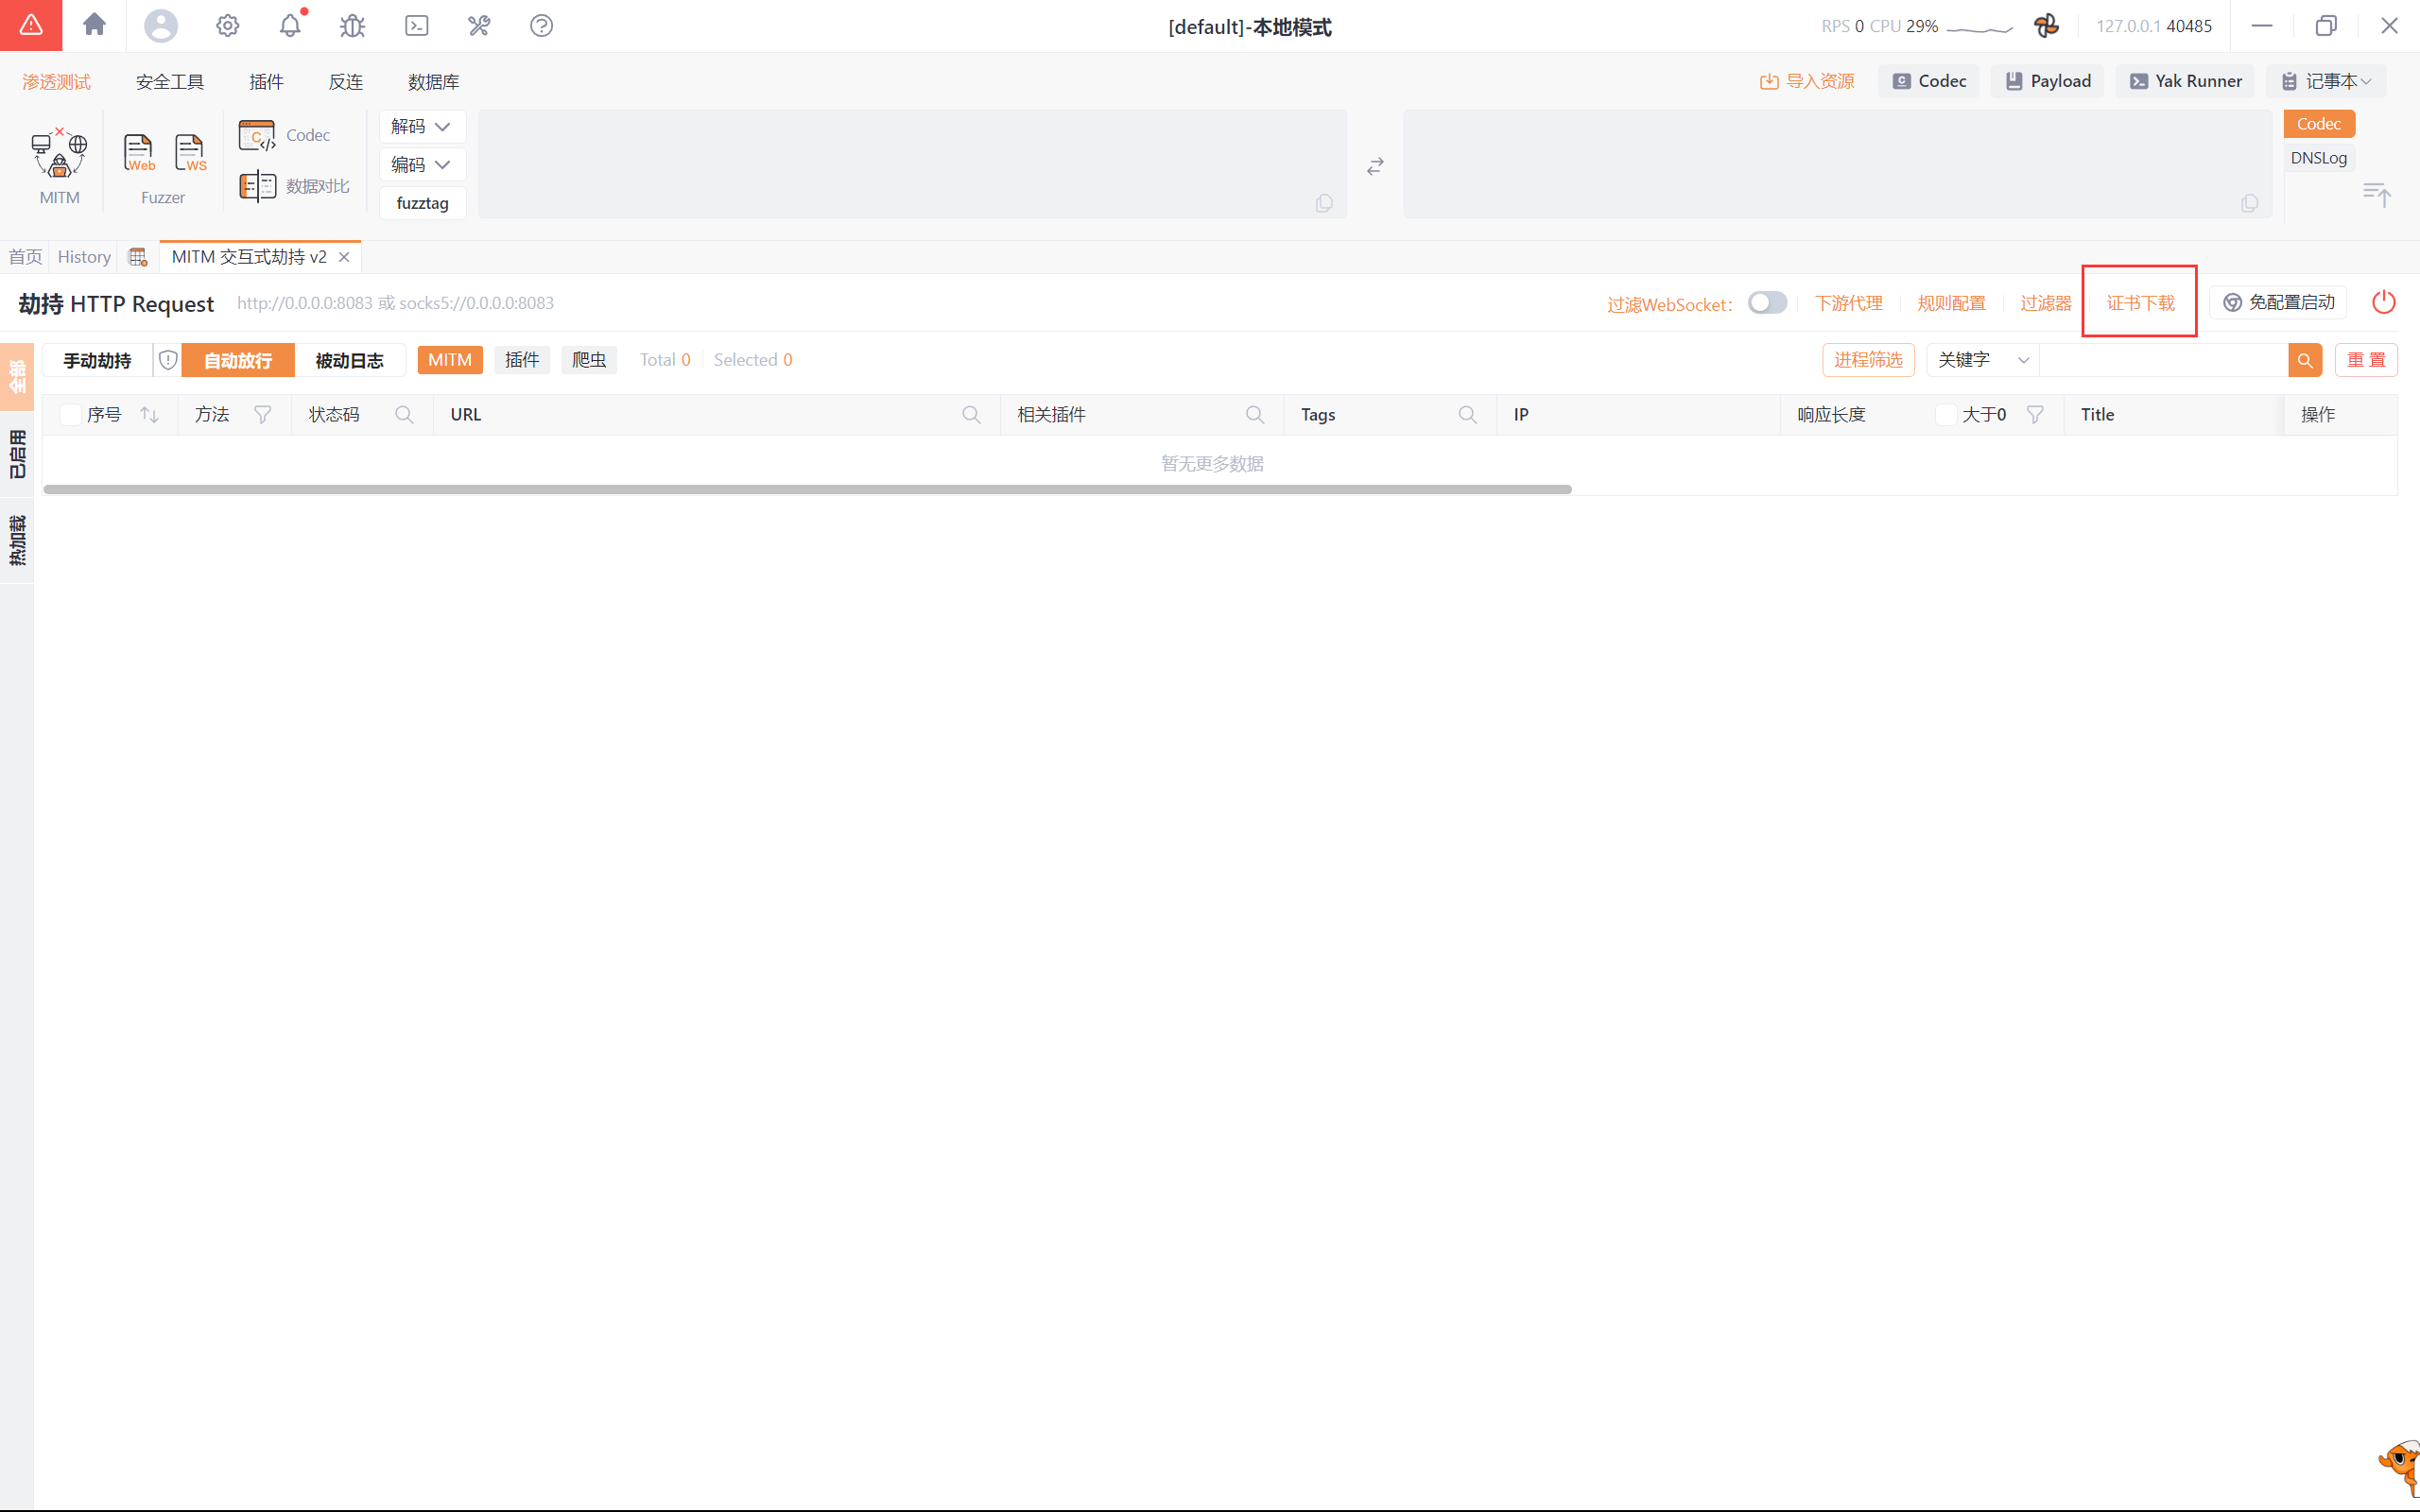 [default]-本地模式
RPS 0 CPU 29%
127.0.0.1 40485
渗透测试 安全工具 插件 反连 数据库
导入资源 Codec Payload Yak Runner 记事本
MITM
Web WS
Fuzzer
Codec
数据对比
解码
编码
fuzztag
Codec
DNSLog
首页 History MITM 交互式劫持 v2
劫持 HTTP Request http://0.0.0.0:8083 或 socks5://0.0.0.0:8083
过滤WebSocket： 下游代理 规则配置 过滤器 证书下载 免配置启动
全部
已启用
热加载
手动劫持 自动放行 被动日志 MITM 插件 爬虫 Total 0 Selected 0
进程筛选 关键字 重 置
序号 方法 状态码 URL 相关插件 Tags IP 响应长度 大于0 Title 操作
暂无更多数据